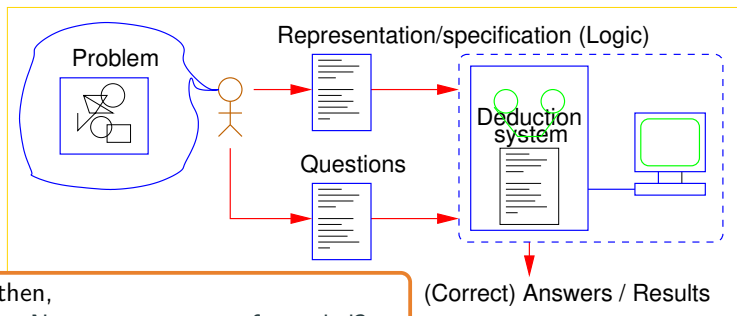 Representation/specification (Logic)
Problem
Deduction
system
Questions
then,
(Correct) Answers / Results